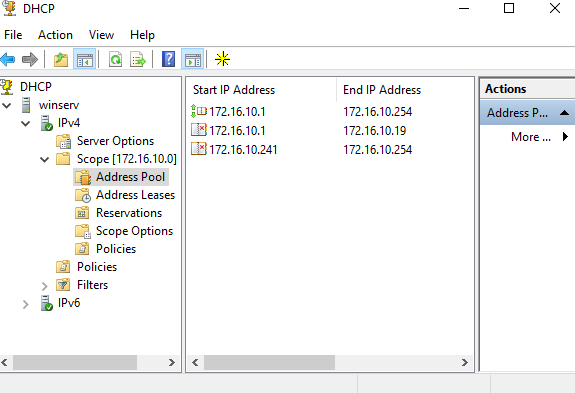 DHCP
File Action View Help
DHCP
winserv
IPv4
Server Options
Scope [172.16.10.0]
Address Pool
Address Leases
Reservations
Scope Options
Policies
Policies
Filters
IPv6
Start IP Address End IP Address
172.16.10.1 172.16.10.254
172.16.10.1 172.16.10.19
172.16.10.241 172.16.10.254
Actions
Address P...
More ...